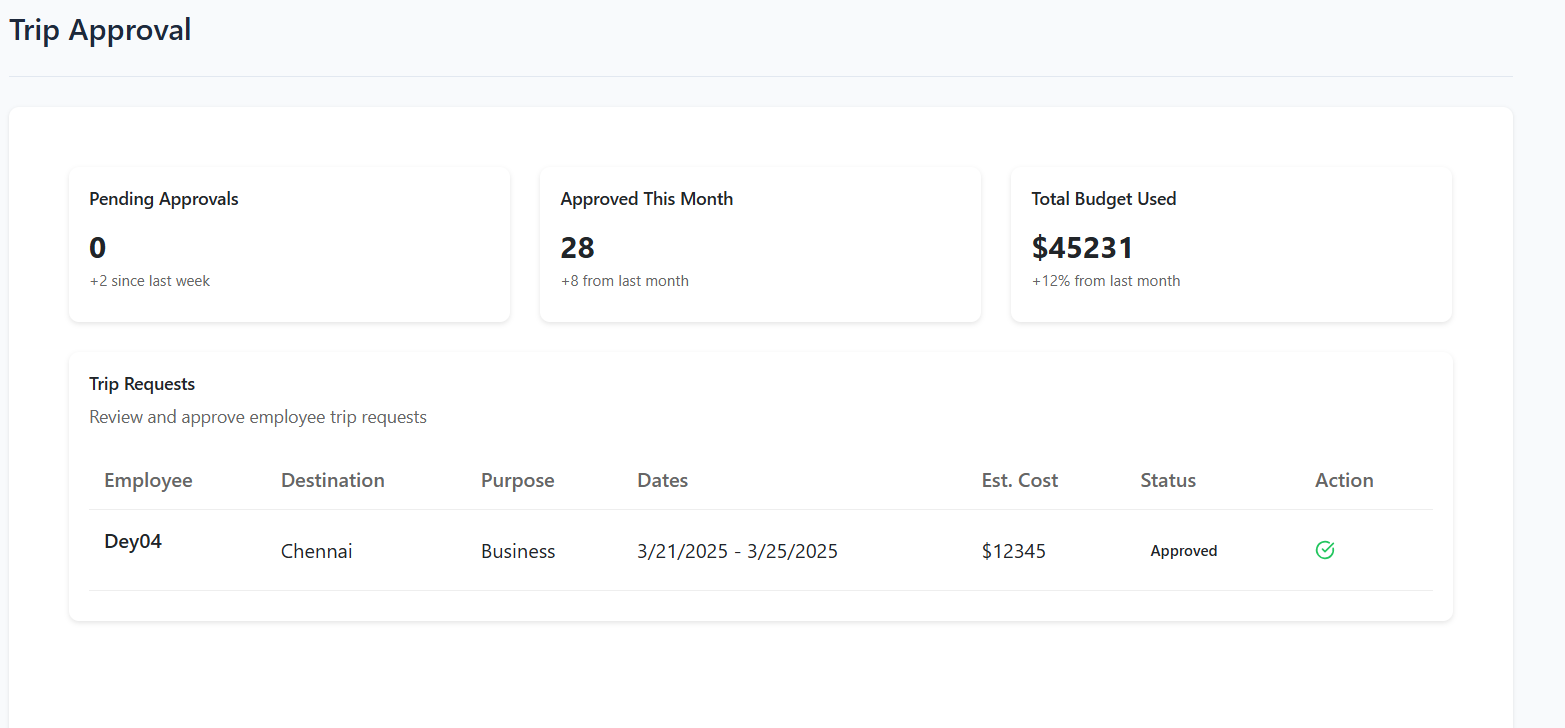 Trip Approval
Pending Approvals
0
+2 since last week
Approved This Month
28
+8 from last month
Total Budget Used
$45231
+12% from last month
Trip Requests
Review and approve employee trip requests
Employee Destination Purpose Dates Est. Cost Status Action
Dey04 Chennai Business 3/21/2025 - 3/25/2025 $12345 Approved